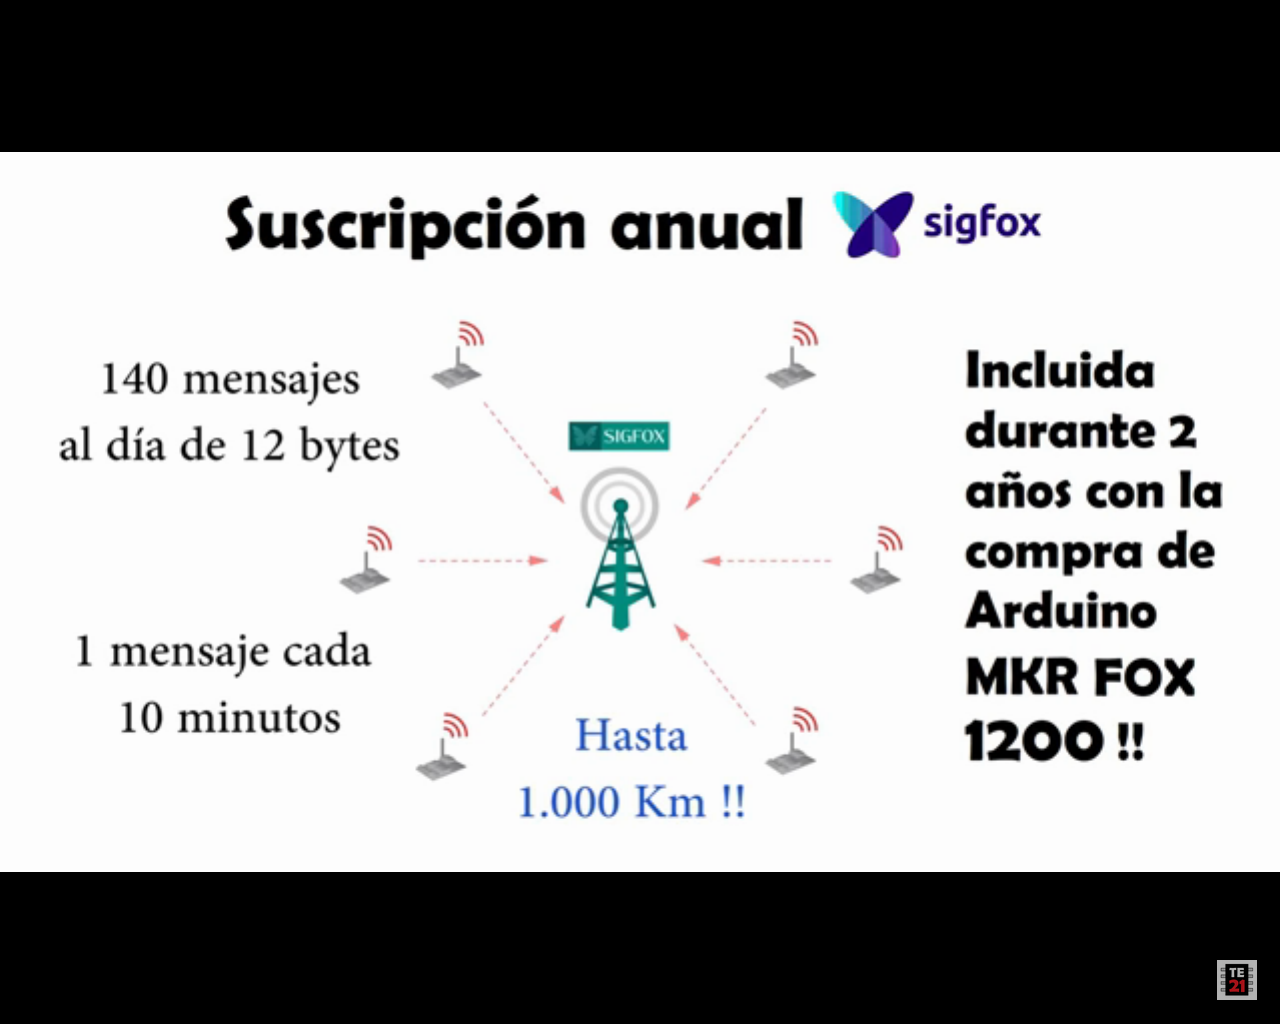 Suscripción anual sigfox
140 mensajes
al día de 12 bytes
1 mensaje cada
10 minutos
SIGFOX
Hasta
1.000 Km !!
Incluida
durante 2
años con la
compra de
Arduino
MKR FOX
1200 !!
TE
21